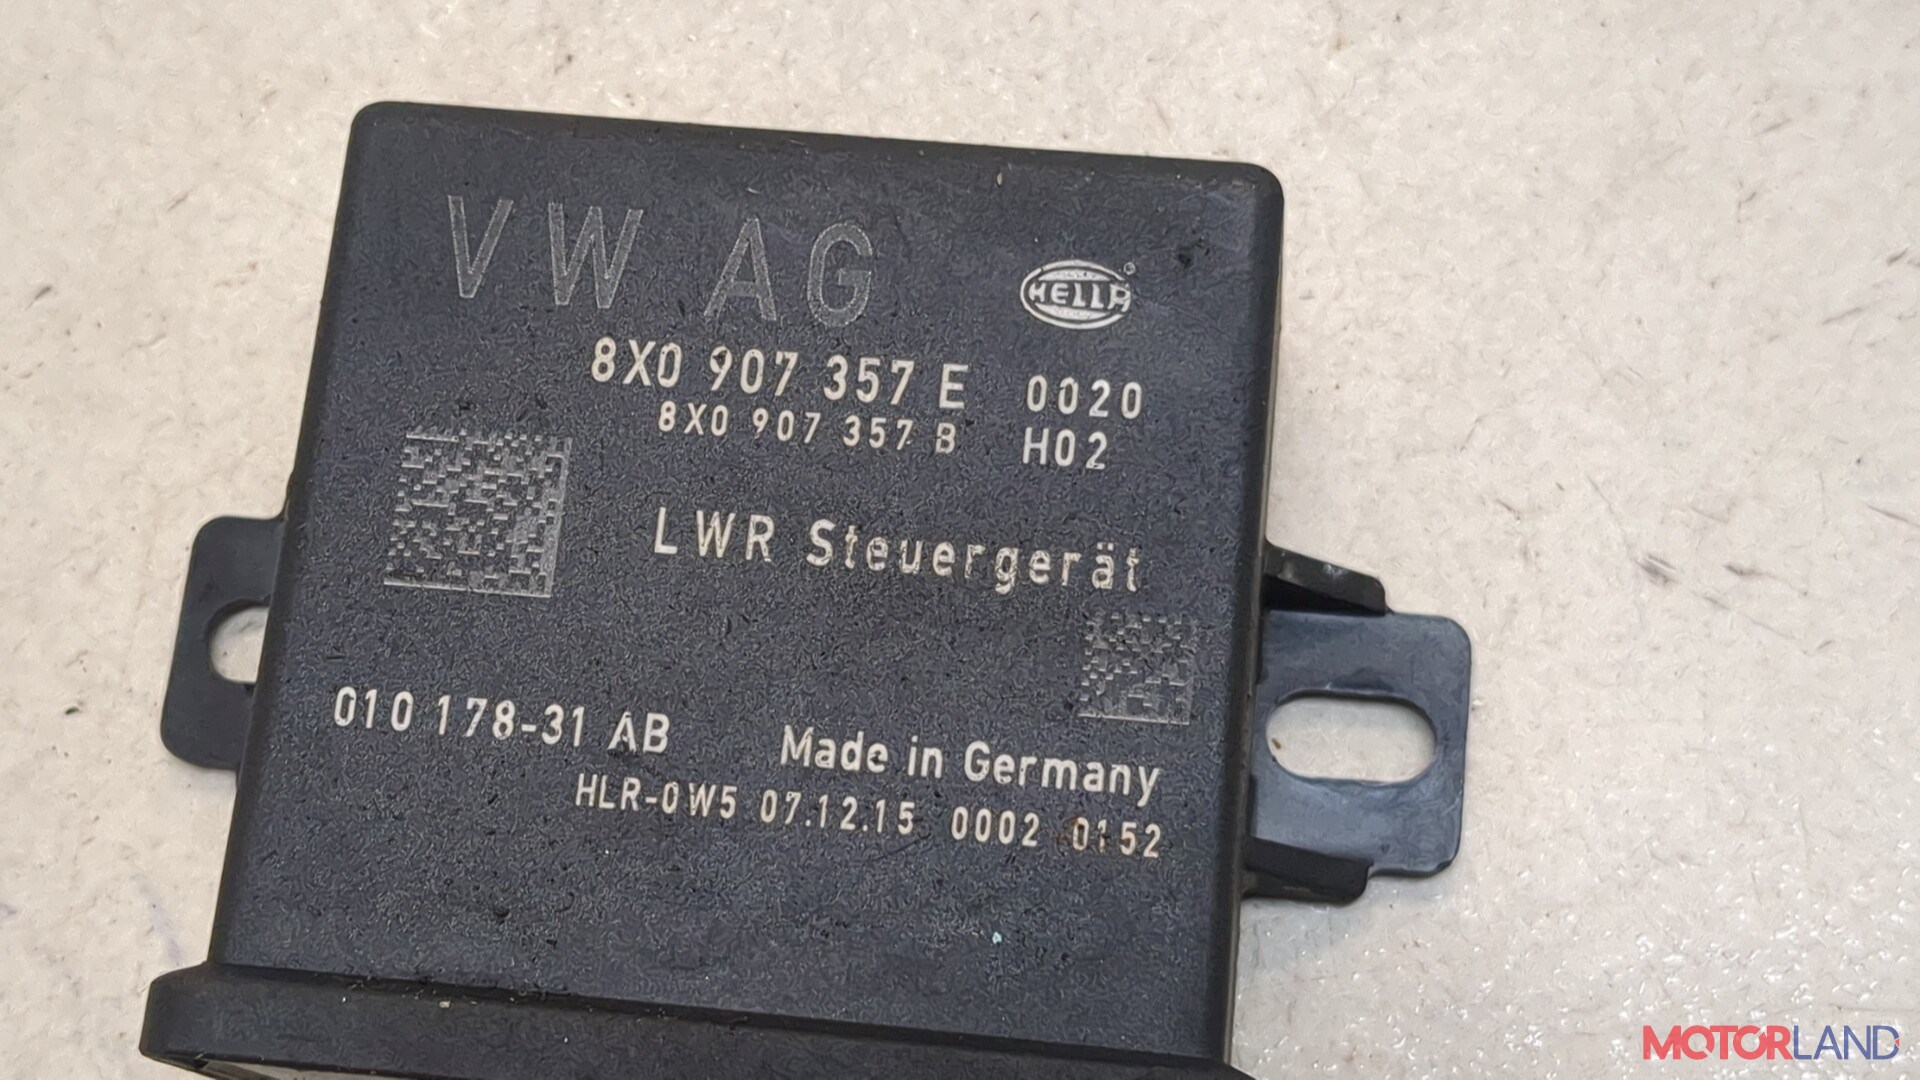 VW AG
HELLA
8X0 907 357 E 0020
8X0 907 357 B H02
LWR Steuergerät
010 178-31 AB Made in Germany
HLR-0W5 07.12.15 0002 0152
MOTORLAND